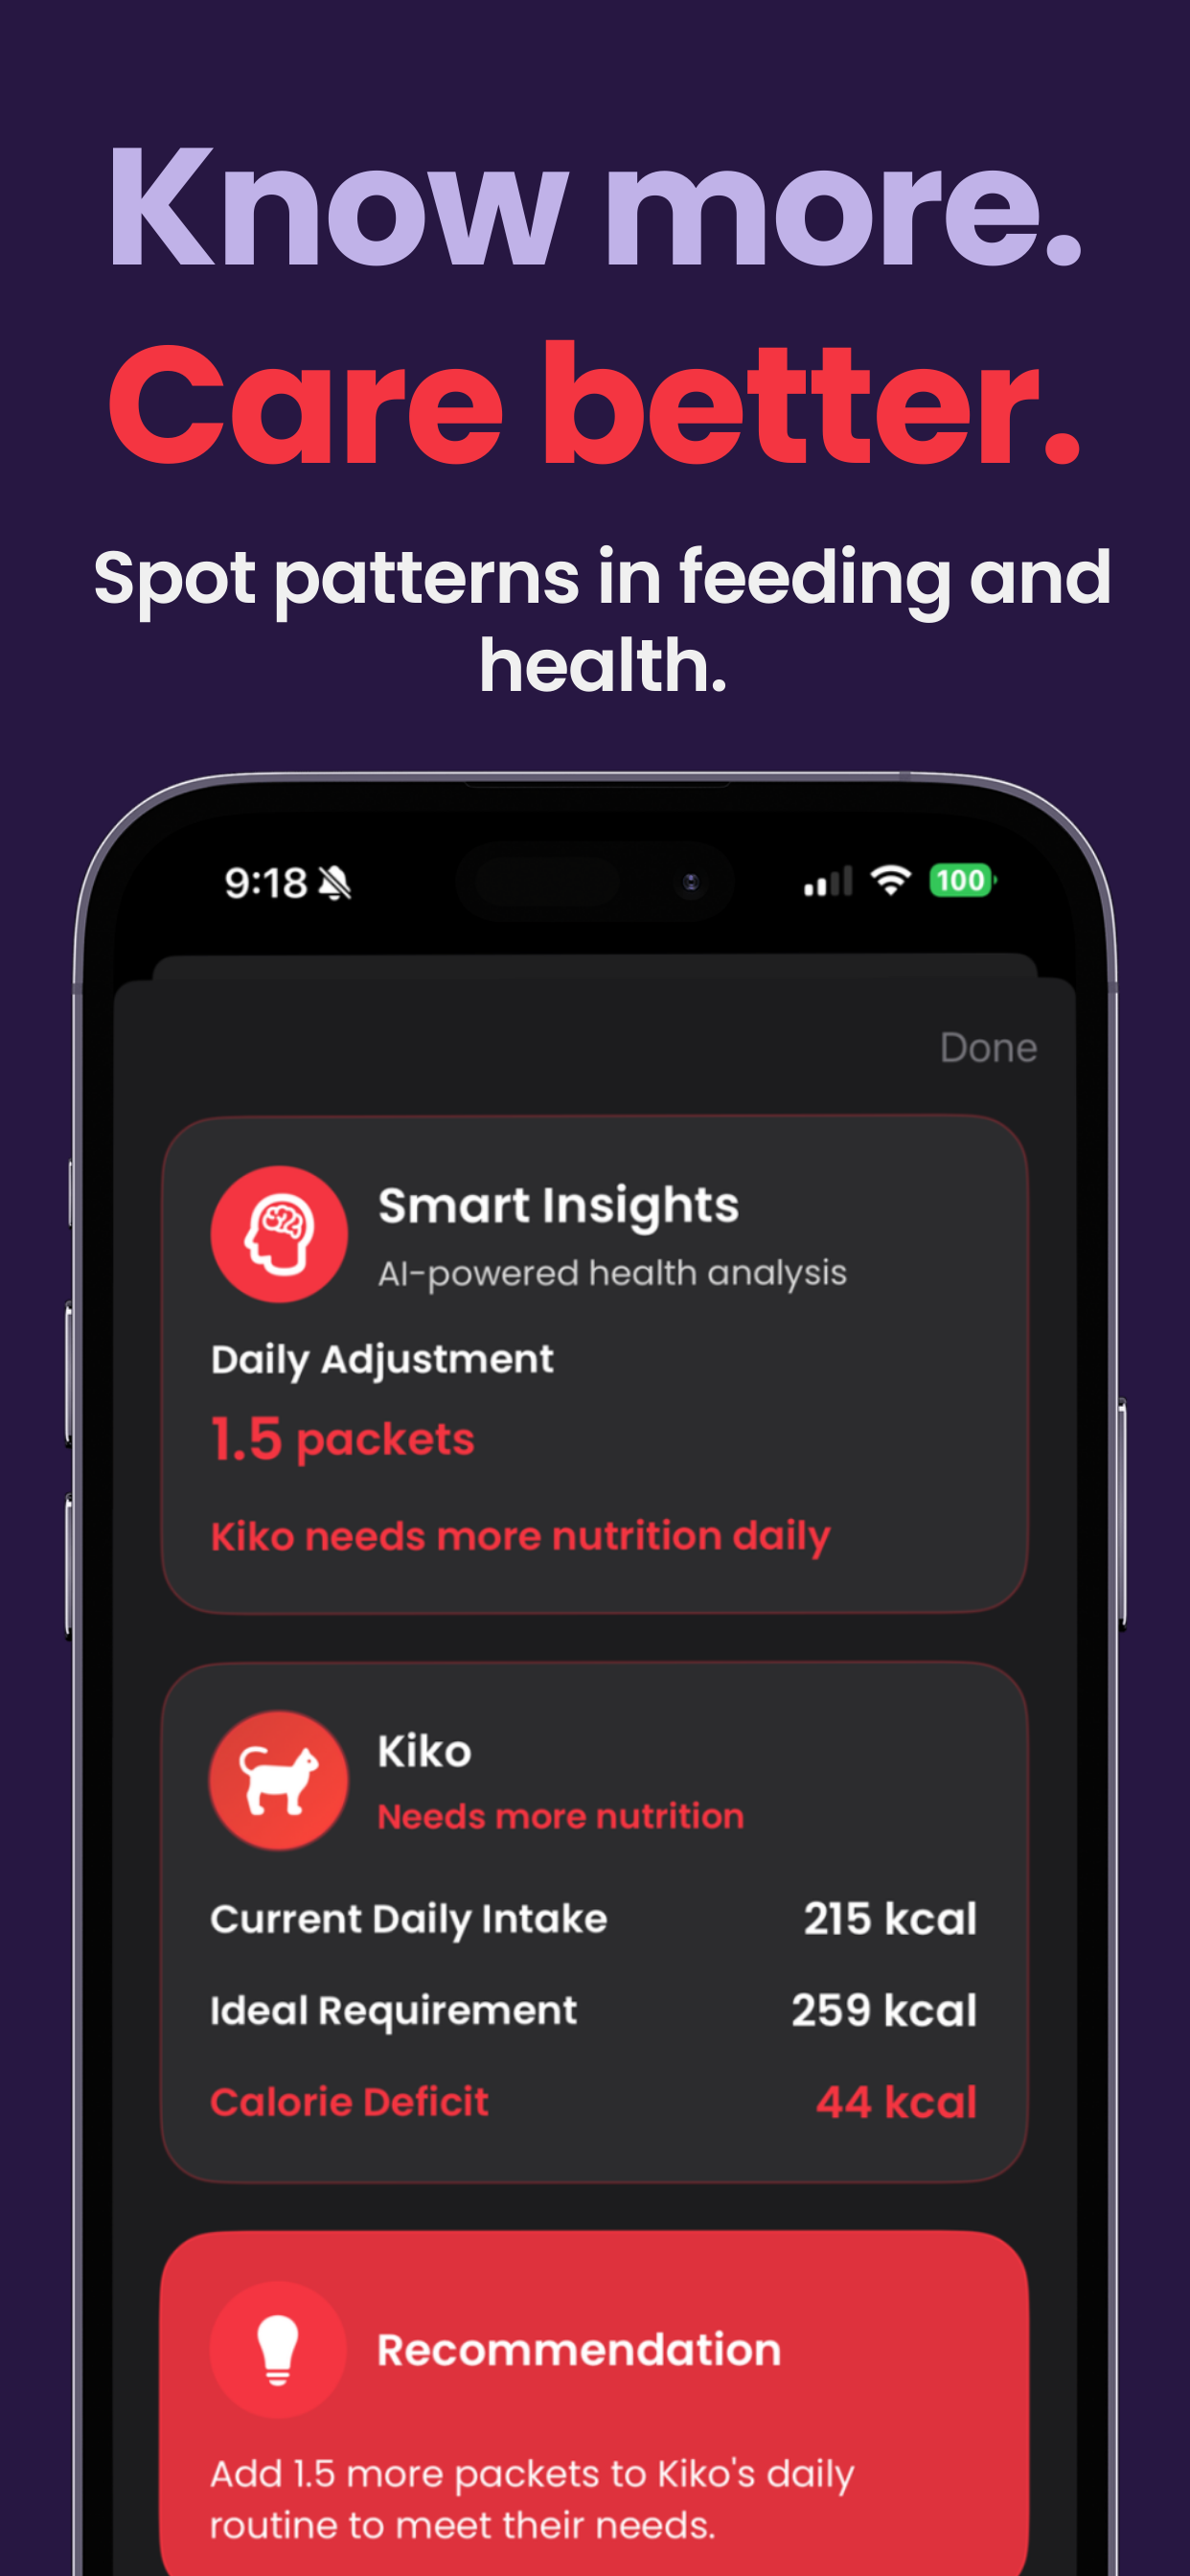 Know more.
Care better.
Spot patterns in feeding and
health.
9:18
100
Done
Smart Insights
AI-powered health analysis
Daily Adjustment
1.5 packets
Kiko needs more nutrition daily
Kiko
Needs more nutrition
Current Daily Intake 215 kcal
Ideal Requirement 259 kcal
Calorie Deficit 44 kcal
Recommendation
Add 1.5 more packets to Kiko's daily
routine to meet their needs.